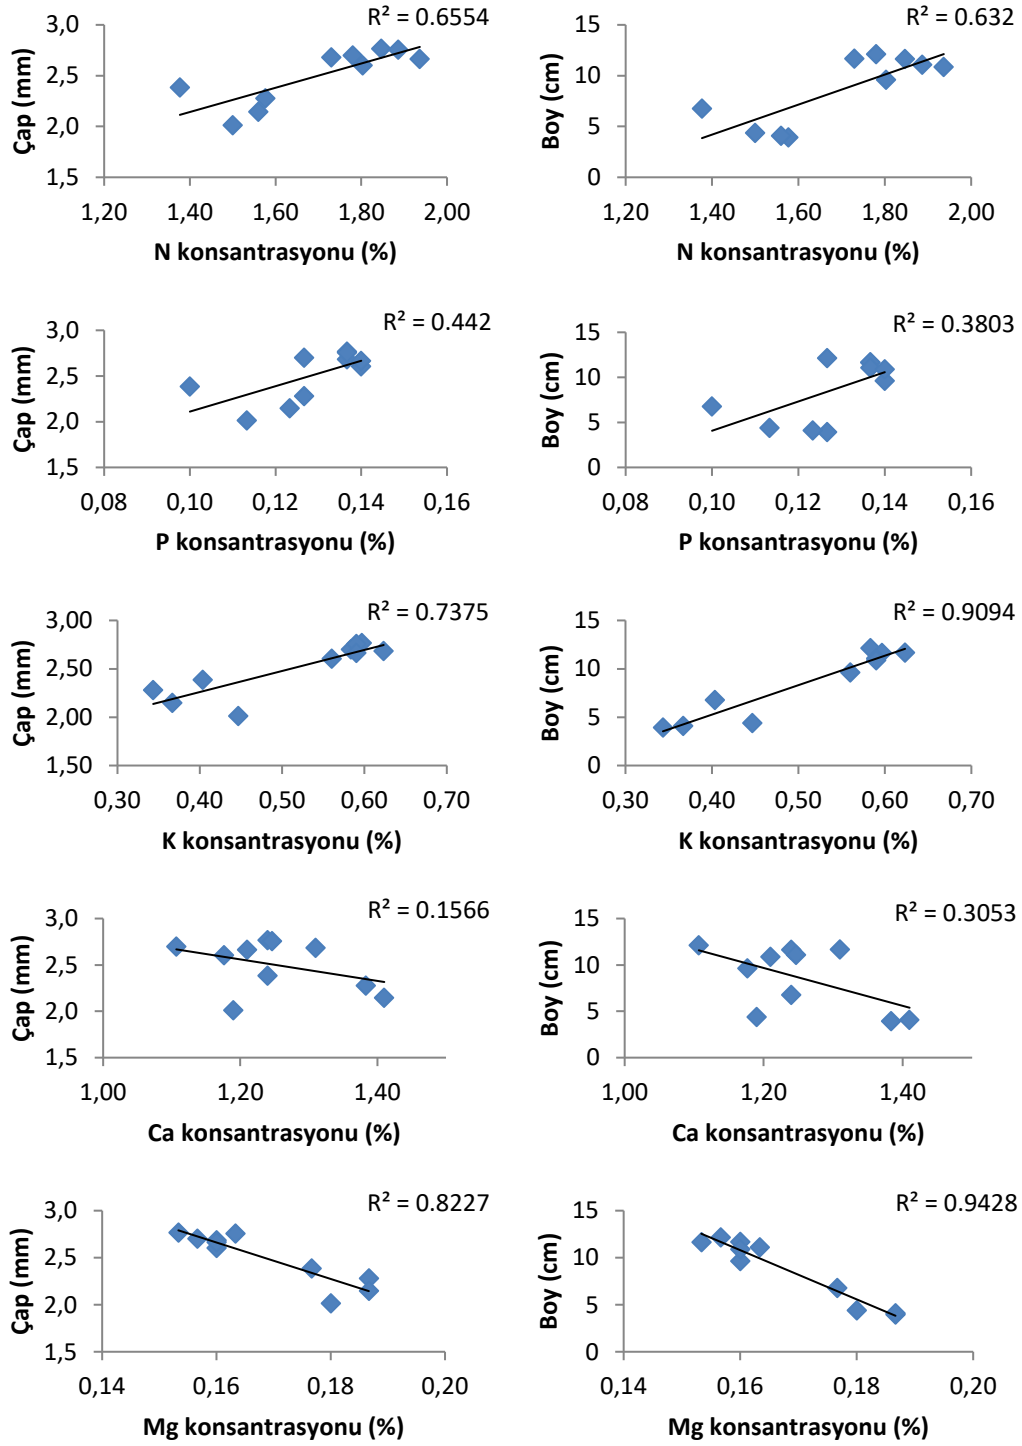 R² = 0.6554
3,0
2,5
2,0
1,5
Çap (mm)
1,20 1,40 1,60 1,80 2,00
N konsantrasyonu (%)
R² = 0.632
15
10
5
0
Boy (cm)
1,20 1,40 1,60 1,80 2,00
N konsantrasyonu (%)
R² = 0.442
3,0
2,5
2,0
1,5
Çap (mm)
0,08 0,10 0,12 0,14 0,16
P konsantrasyonu (%)
R² = 0.3803
15
10
5
0
Boy (cm)
0,08 0,10 0,12 0,14 0,16
P konsantrasyonu (%)
R² = 0.7375
3,00
2,50
2,00
1,50
Çap (mm)
0,30 0,40 0,50 0,60 0,70
K konsantrasyonu (%)
R² = 0.9094
15
10
5
0
Boy (cm)
0,30 0,40 0,50 0,60 0,70
K konsantrasyonu (%)
R² = 0.1566
3,0
2,5
2,0
1,5
Çap (mm)
1,00 1,20 1,40
Ca konsantrasyonu (%)
R² = 0.3053
15
10
5
0
Boy (cm)
1,00 1,20 1,40
Ca konsantrasyonu (%)
R² = 0.8227
3,0
2,5
2,0
1,5
Çap (mm)
0,14 0,16 0,18 0,20
Mg konsantrasyonu (%)
R² = 0.9428
15
10
5
0
Boy (cm)
0,14 0,16 0,18 0,20
Mg konsantrasyonu (%)